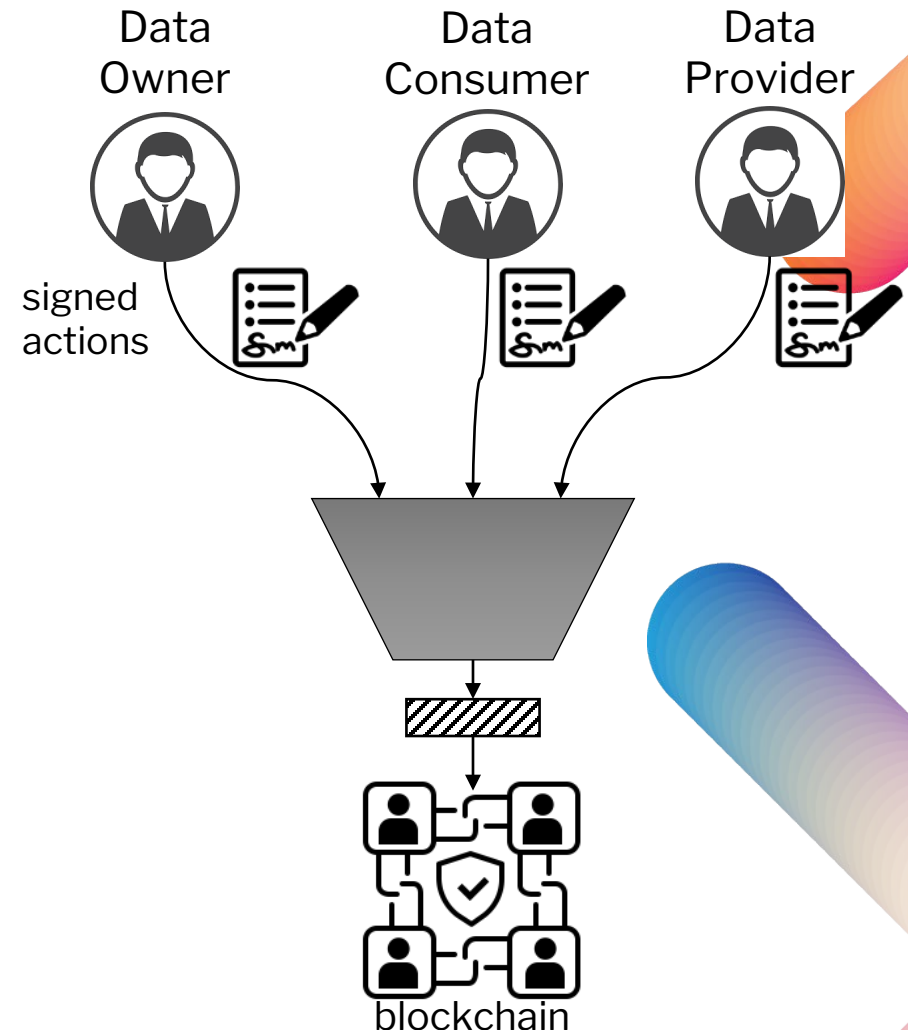 Data
Owner
Data
Consumer
Data
Provider
signed
actions
blockchain